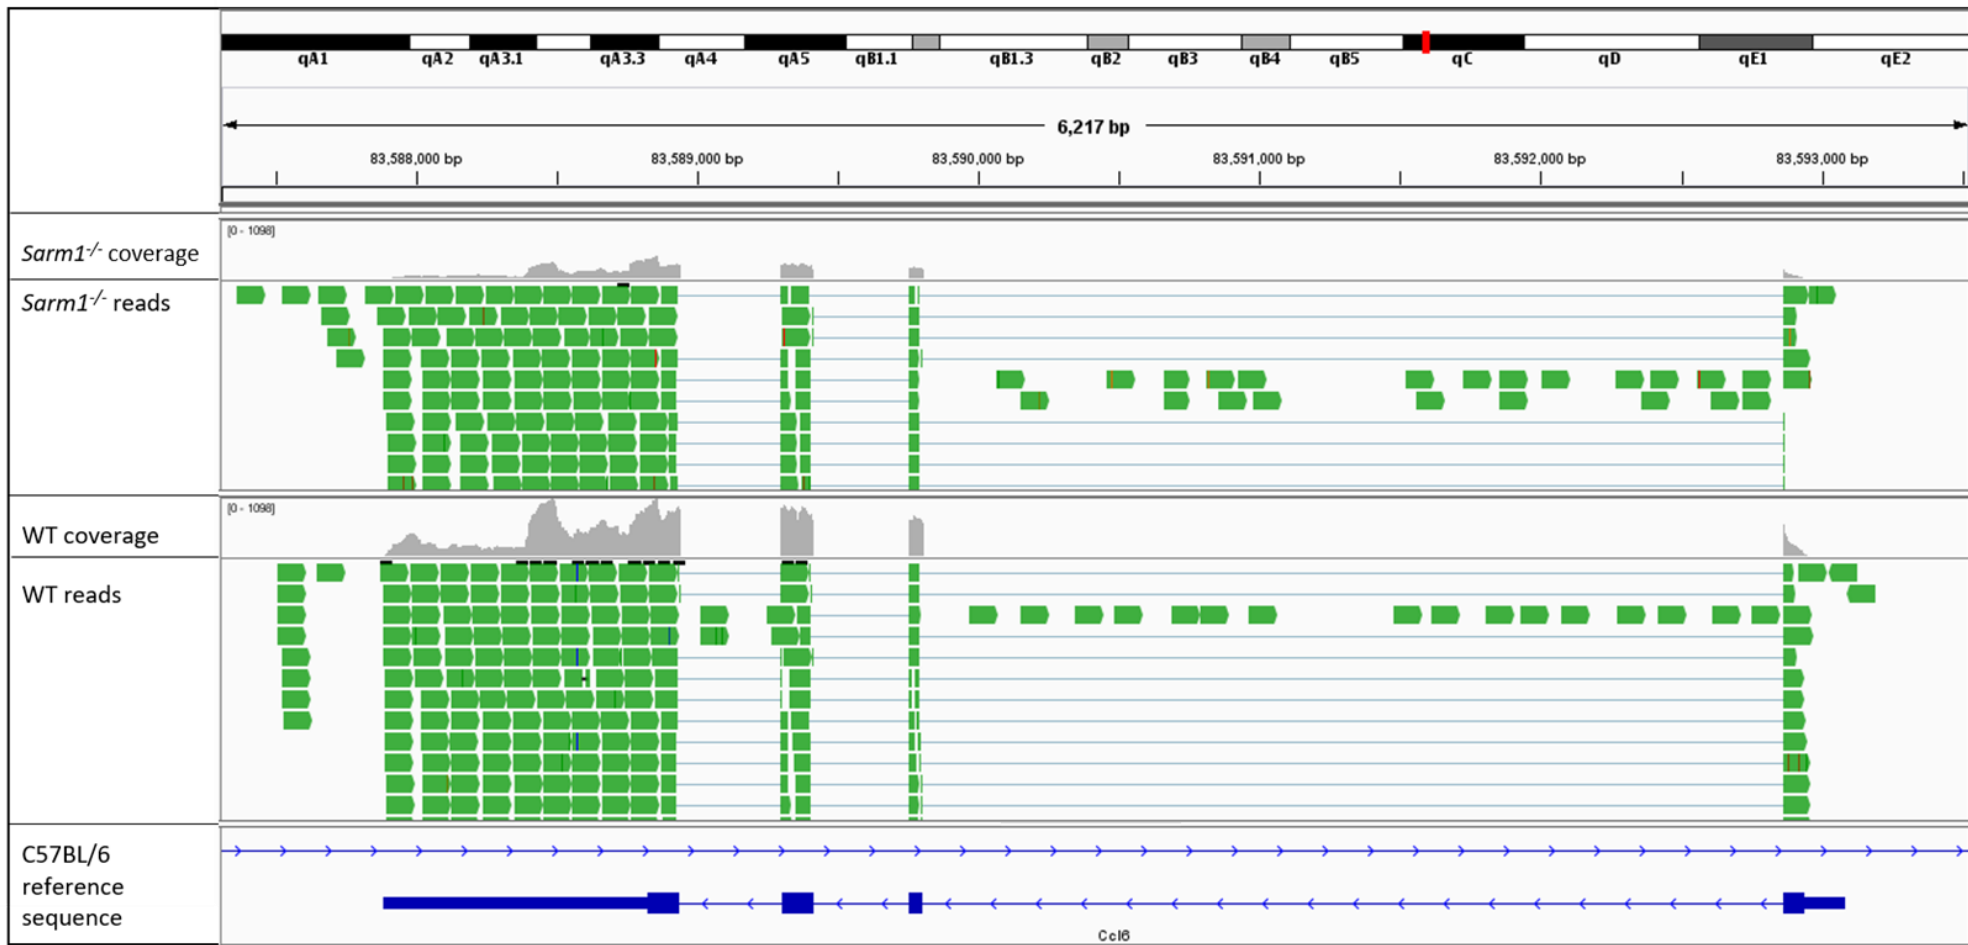 qA1 qA2 qA3.1 qA3.3 qA4 qA5 qB1.1 qB1.3 qB2 qB3 qB4 qB5 qC qD qE1 qE2
6,217 bp
83,588,000 bp 83,589,000 bp 83,590,000 bp 83,591,000 bp 83,592,000 bp 83,593,000 bp
[0 - 1098]
Sarm1-/- coverage
Sarm1-/- reads
[0 - 1098]
WT coverage
WT reads
C57BL/6
reference
sequence
Ccl6